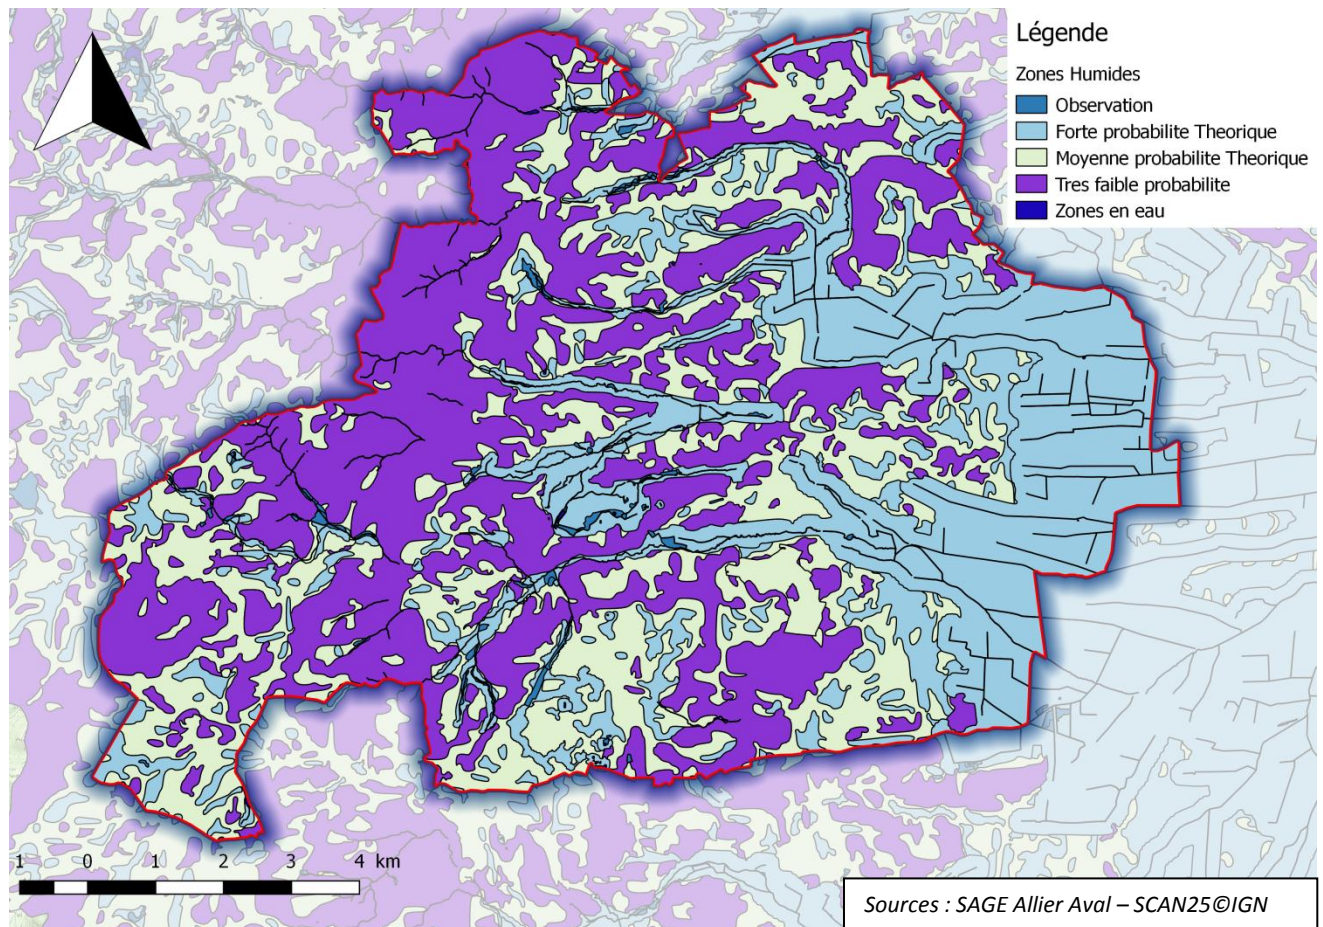 Légende
Zones Humides
Observation
Forte probabilite Theorique
Moyenne probabilite Theorique
Tres faible probabilite
Zones en eau
1 0 1 2 3 4 km
Sources : SAGE Allier Aval – SCAN25©IGN